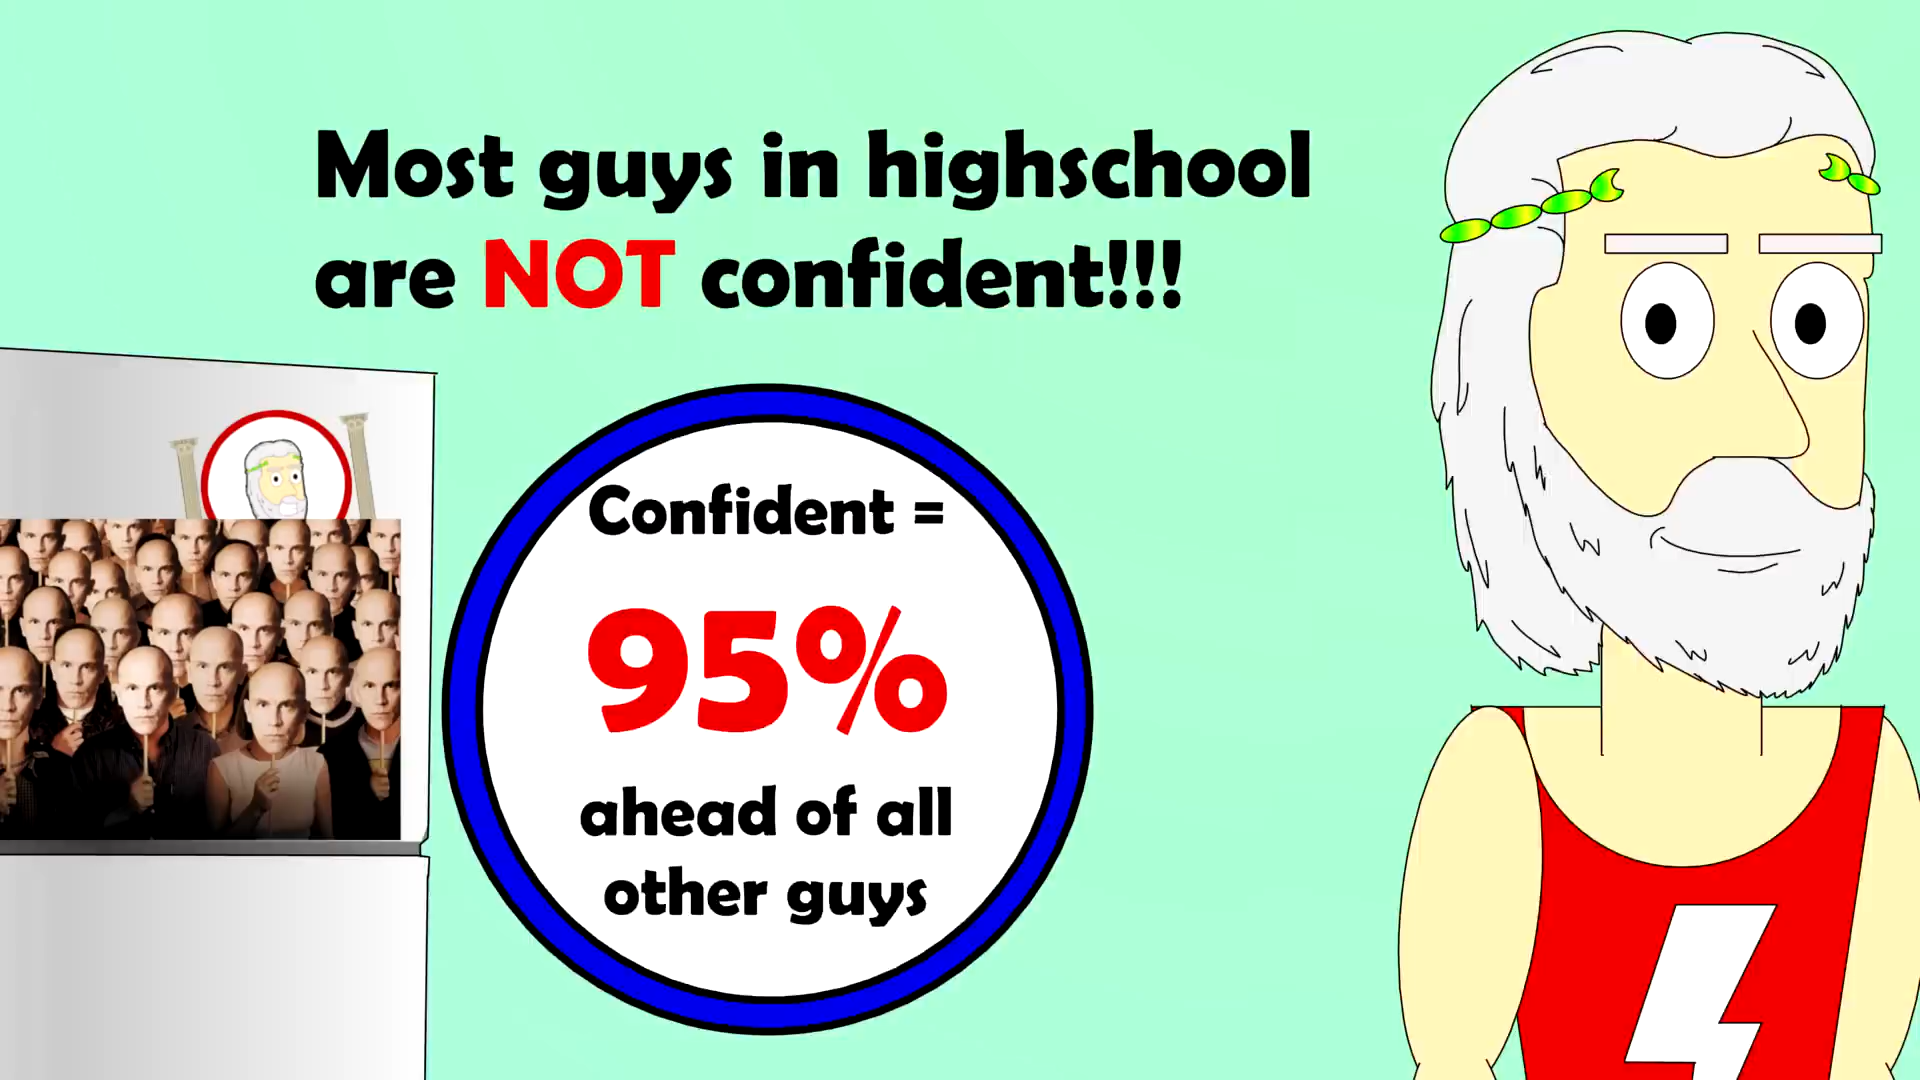 Most guys in highschool
are NOT confident!!!
Confident =
95%
ahead of all
other guys